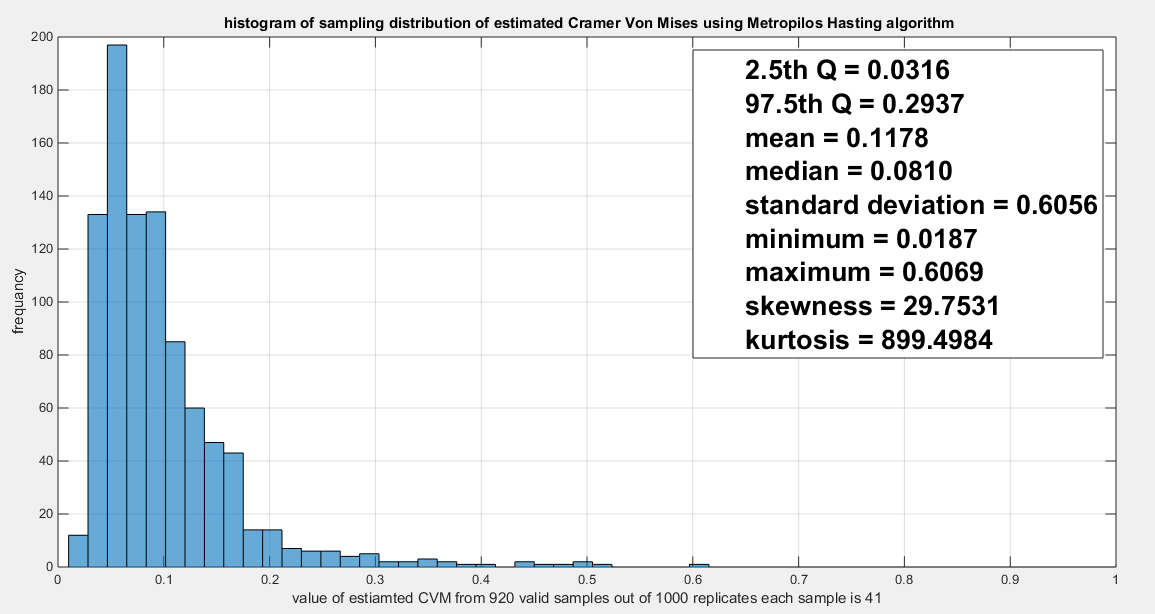 histogram of sampling distribution of estimated Cramer Von Mises using Metropilos Hasting algorithm
200
180
160
140
120
100
80
60
40
20
0
frequancy
2.5th Q = 0.0316
97.5th Q = 0.2937
mean = 0.1178
median = 0.0810
standard deviation = 0.6056
minimum = 0.0187
maximum = 0.6069
skewness = 29.7531
kurtosis = 899.4984
0 0.1 0.2 0.3 0.4 0.5 0.6 0.7 0.8 0.9 1
value of estiamted CVM from 920 valid samples out of 1000 replicates each sample is 41